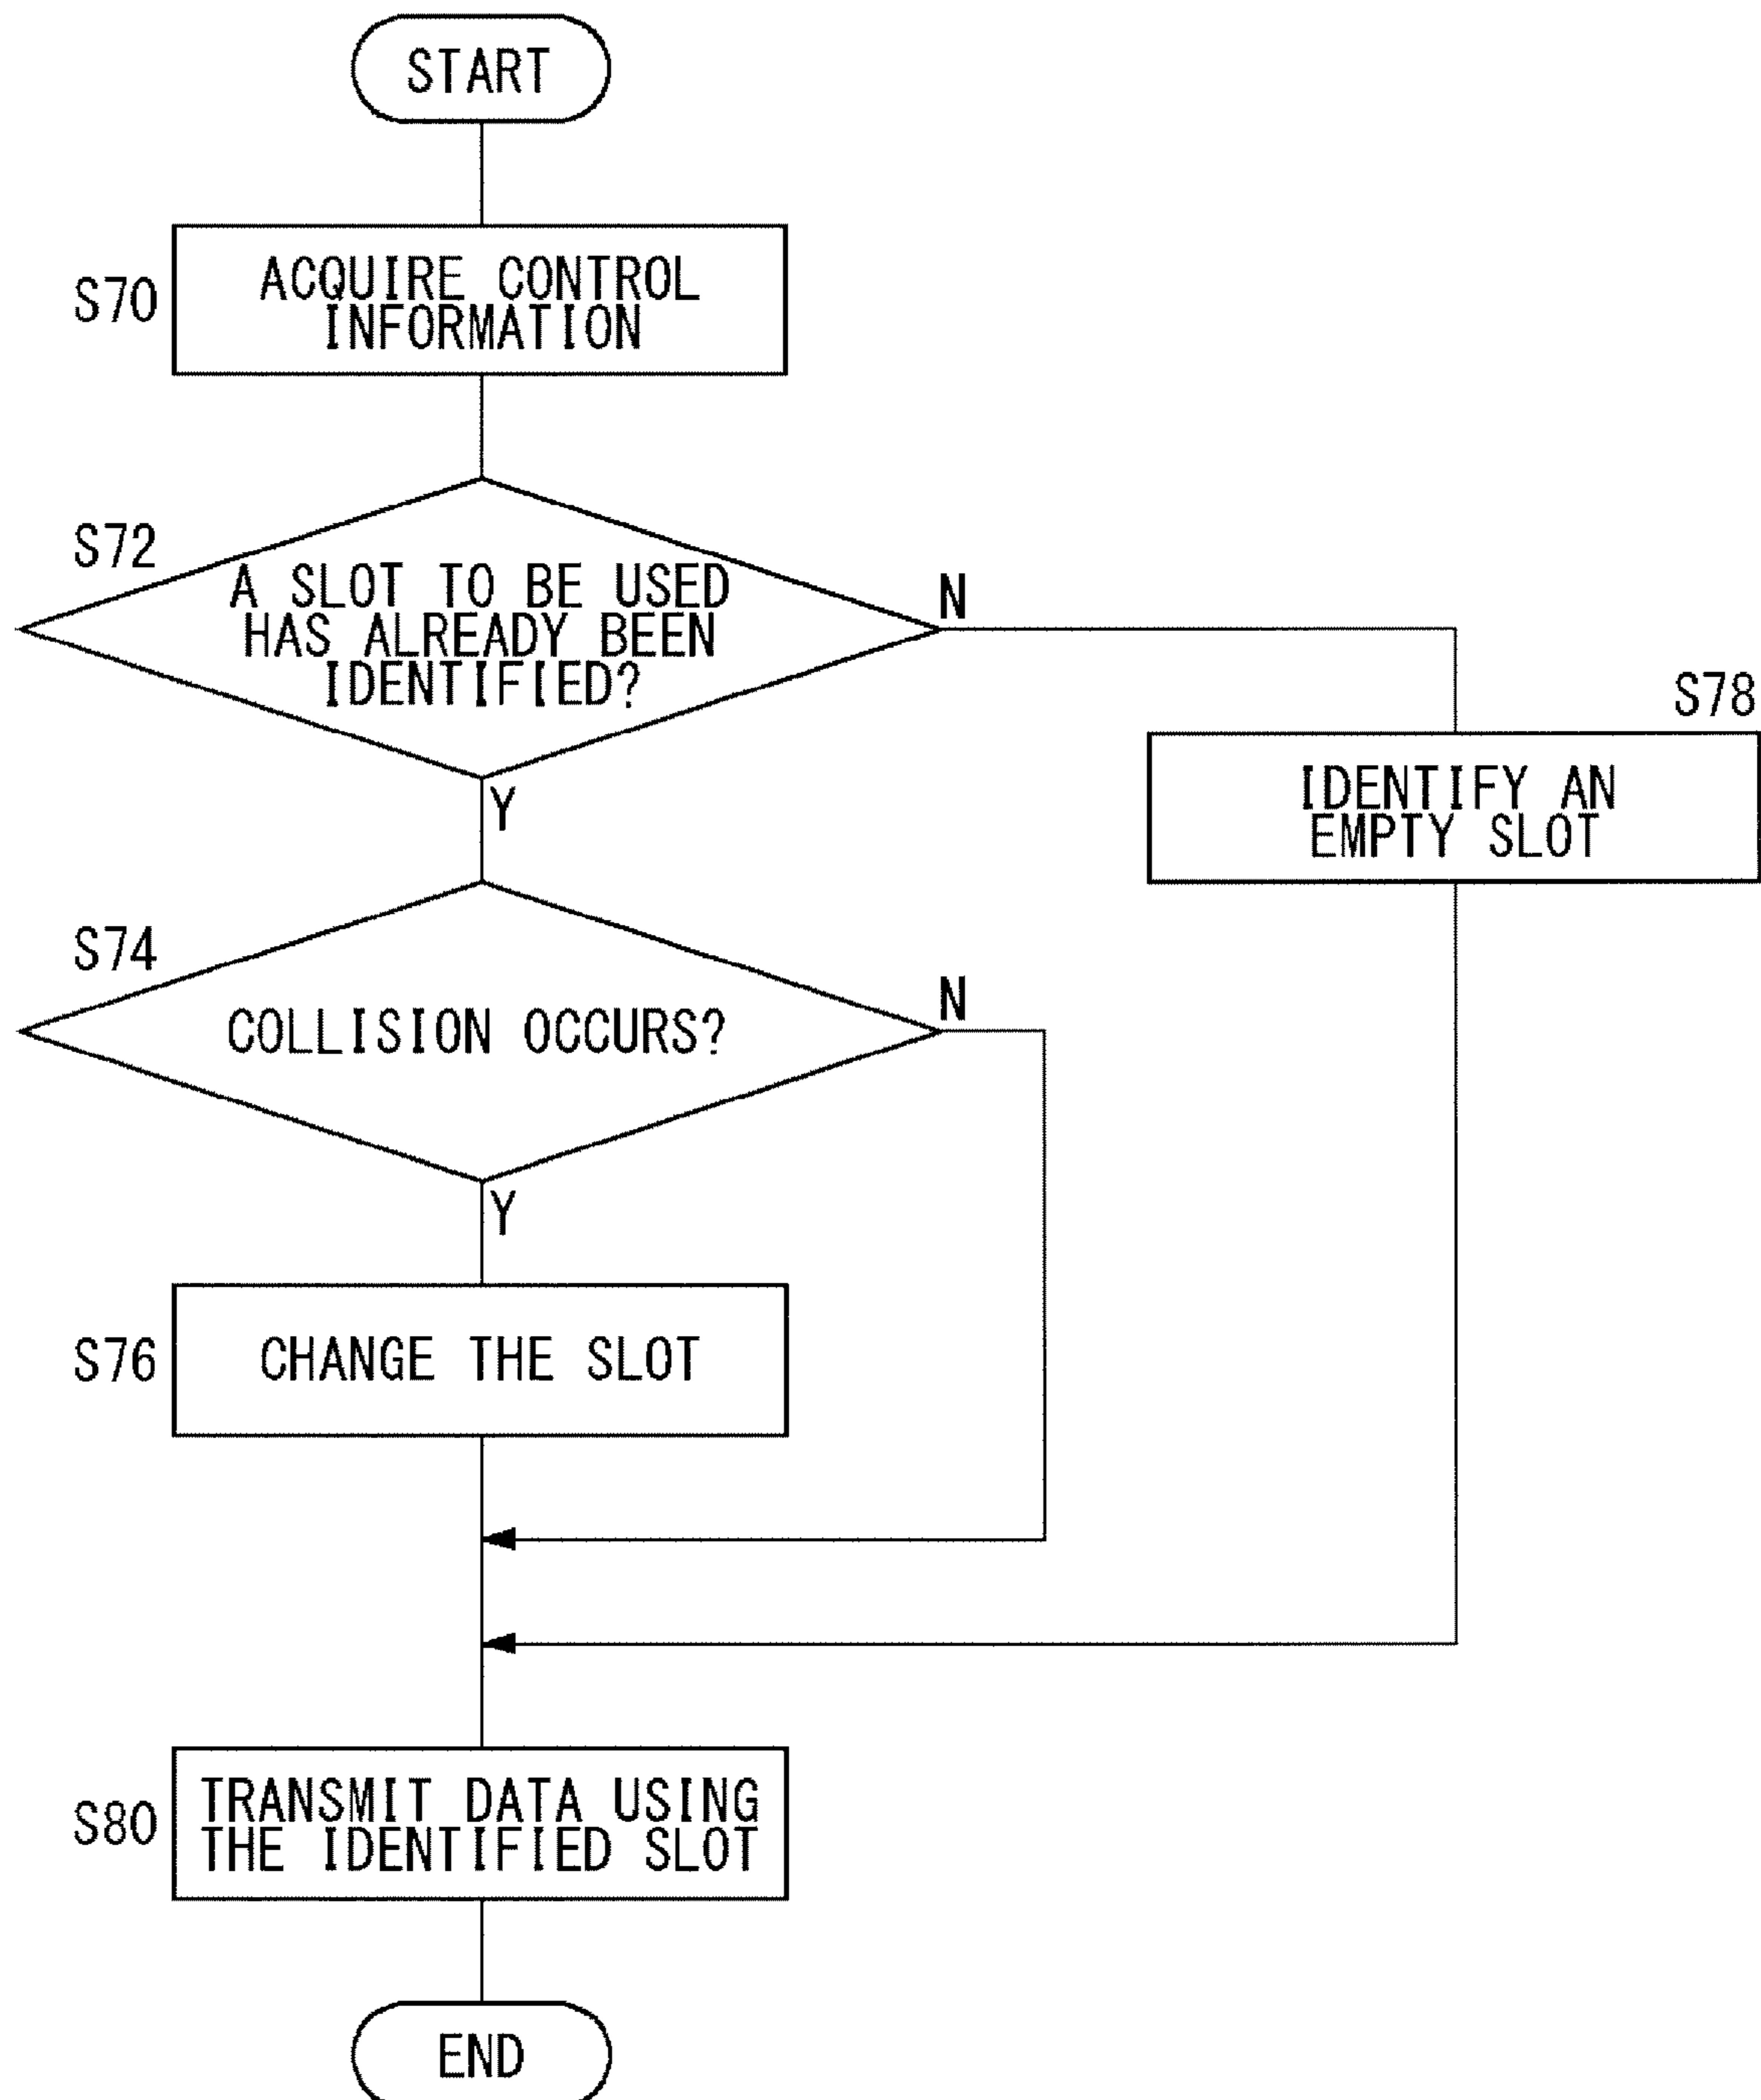 START
S70
ACQUIRE CONTROL
INFORMATION
S72
A SLOT TO BE USED
HAS ALREADY BEEN
IDENTIFIED?
N
Y
S78
IDENTIFY AN
EMPTY SLOT
S74
COLLISION OCCURS?
N
Y
S76
CHANGE THE SLOT
S80
TRANSMIT DATA USING
THE IDENTIFIED SLOT
END